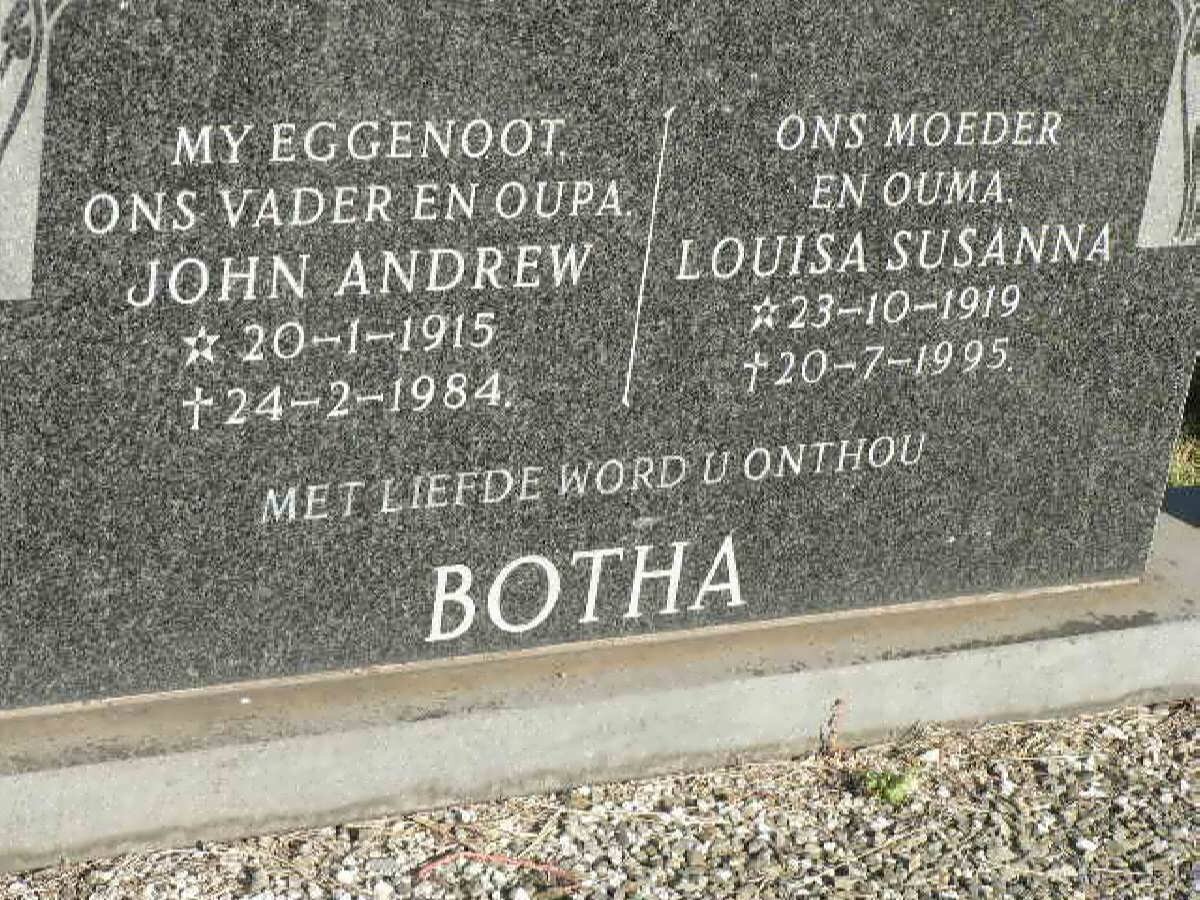 MY EGGENOOT,
ONS VADER EN OUPA.
JOHN ANDREW
☆ 20-1-1915
†24-2-1984.
ONS MOEDER
EN OUMA.
LOUISA SUSANNA
☆23-10-1919
†20-7-1995.
MET LIEFDE WORD U ONTHOU
BOTHA